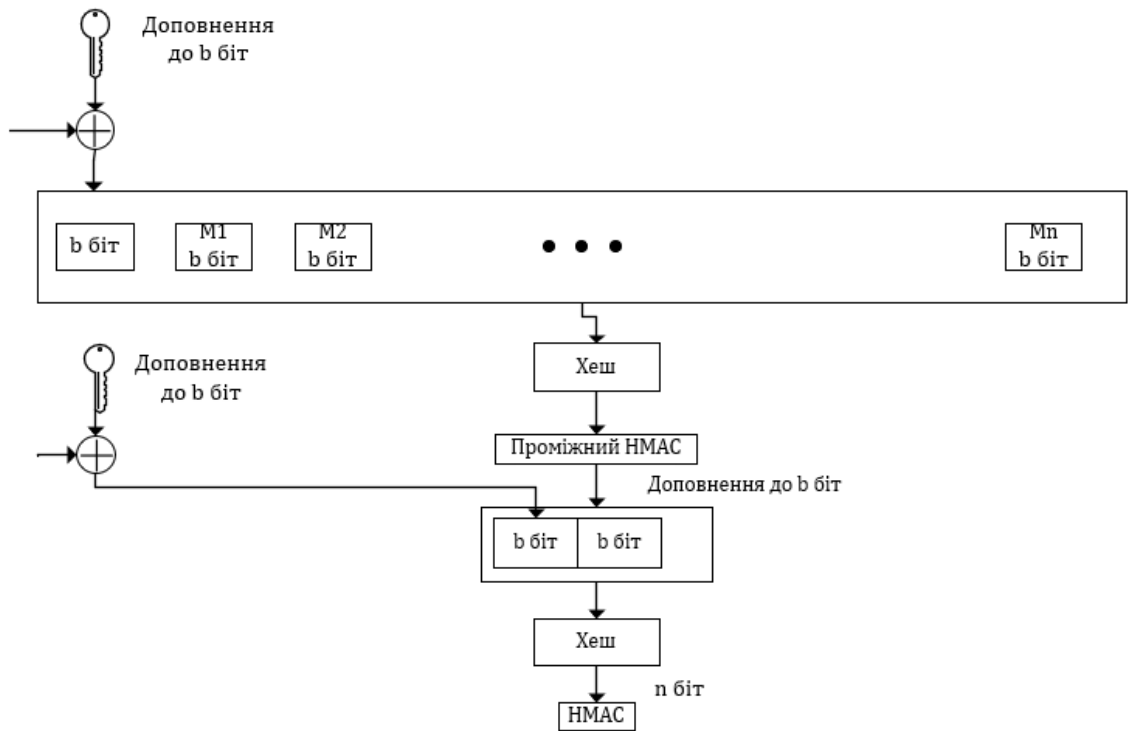 Доповнення
до b біт
b біт
M1
b біт
M2
b біт
Mn
b біт
Доповнення
до b біт
Хеш
Проміжний HMAC
Доповнення до b біт
b біт
b біт
Хеш
n біт
HMAC